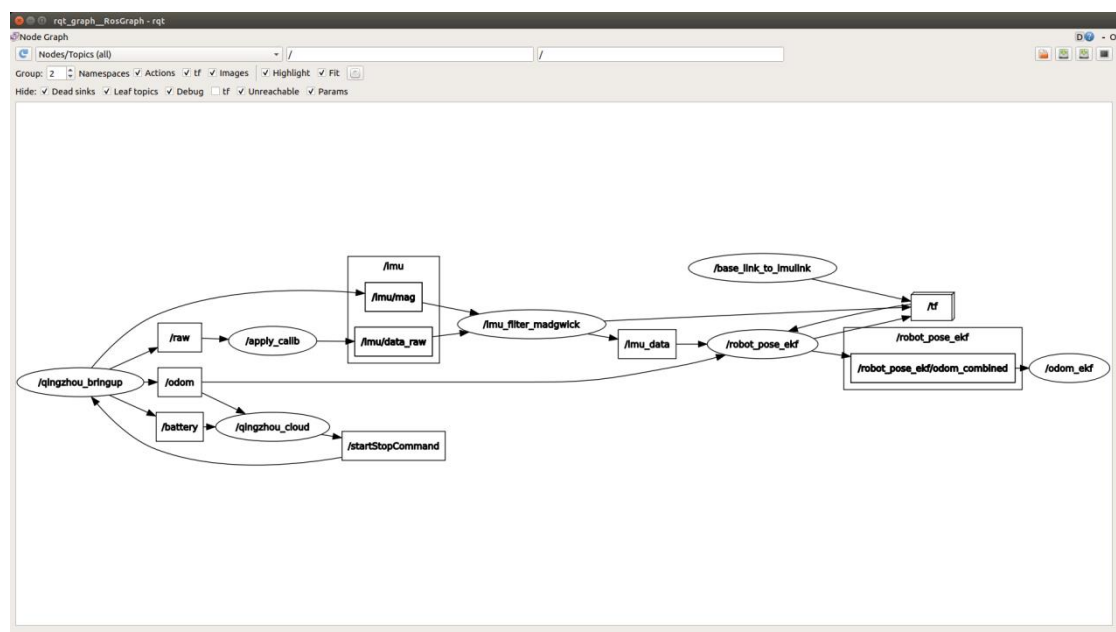 rqt_graph__RosGraph - rqt
Node Graph
D - O
Nodes/Topics (all)
/
/
Group: 2 Namespaces Actions tf Images Highlight Fit
Hide: Dead sinks Leaf topics Debug tf Unreachable Params
/imu
/base_link_to_imulink
/imu/mag
/tf
/imu_filter_madgwick
/raw
/apply_calib
/imu/data_raw
/imu_data
/robot_pose_ekf
/robot_pose_ekf
/qingzhou_bringup
/odom
/robot_pose_ekf/odom_combined
/odom_ekf
/battery
/qingzhou_cloud
/startStopCommand